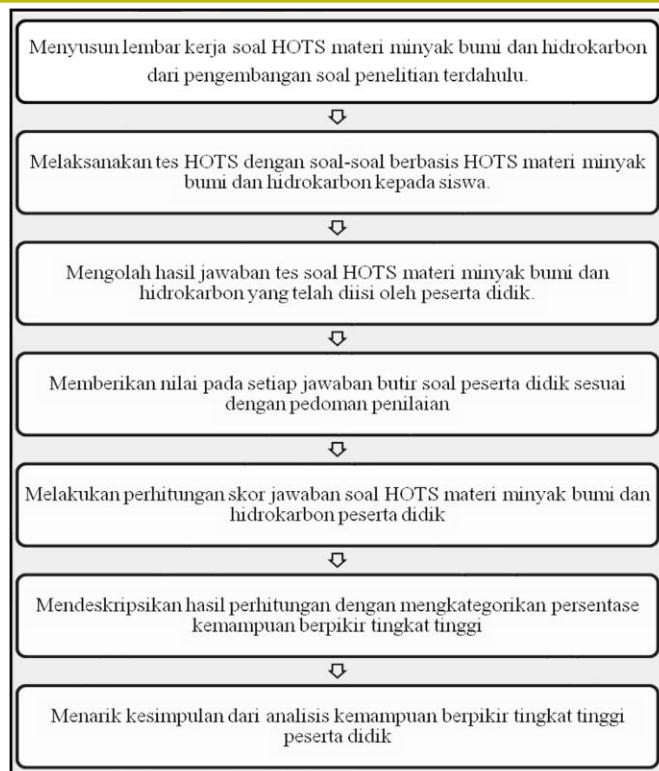 Menyusun lembar kerja soal HOTS materi minyak bumi dan hidrokarbon
dari pengembangan soal penelitian terdahulu.
Melaksanakan tes HOTS dengan soal-soal berbasis HOTS materi minyak
bumi dan hidrokarbon kepada siswa.
Mengolah hasil jawaban tes soal HOTS materi minyak bumi dan
hidrokarbon yang telah diisi oleh peserta didik.
Memberikan nilai pada setiap jawaban butir soal peserta didik sesuai
dengan pedoman penilaian
Melakukan perhitungan skor jawaban soal HOTS materi minyak bumi dan
hidrokarbon peserta didik
Mendeskripsikan hasil perhitungan dengan mengkategorikan persentase
kemampuan berpikir tingkat tinggi
Menarik kesimpulan dari analisis kemampuan berpikir tingkat tinggi
peserta didik